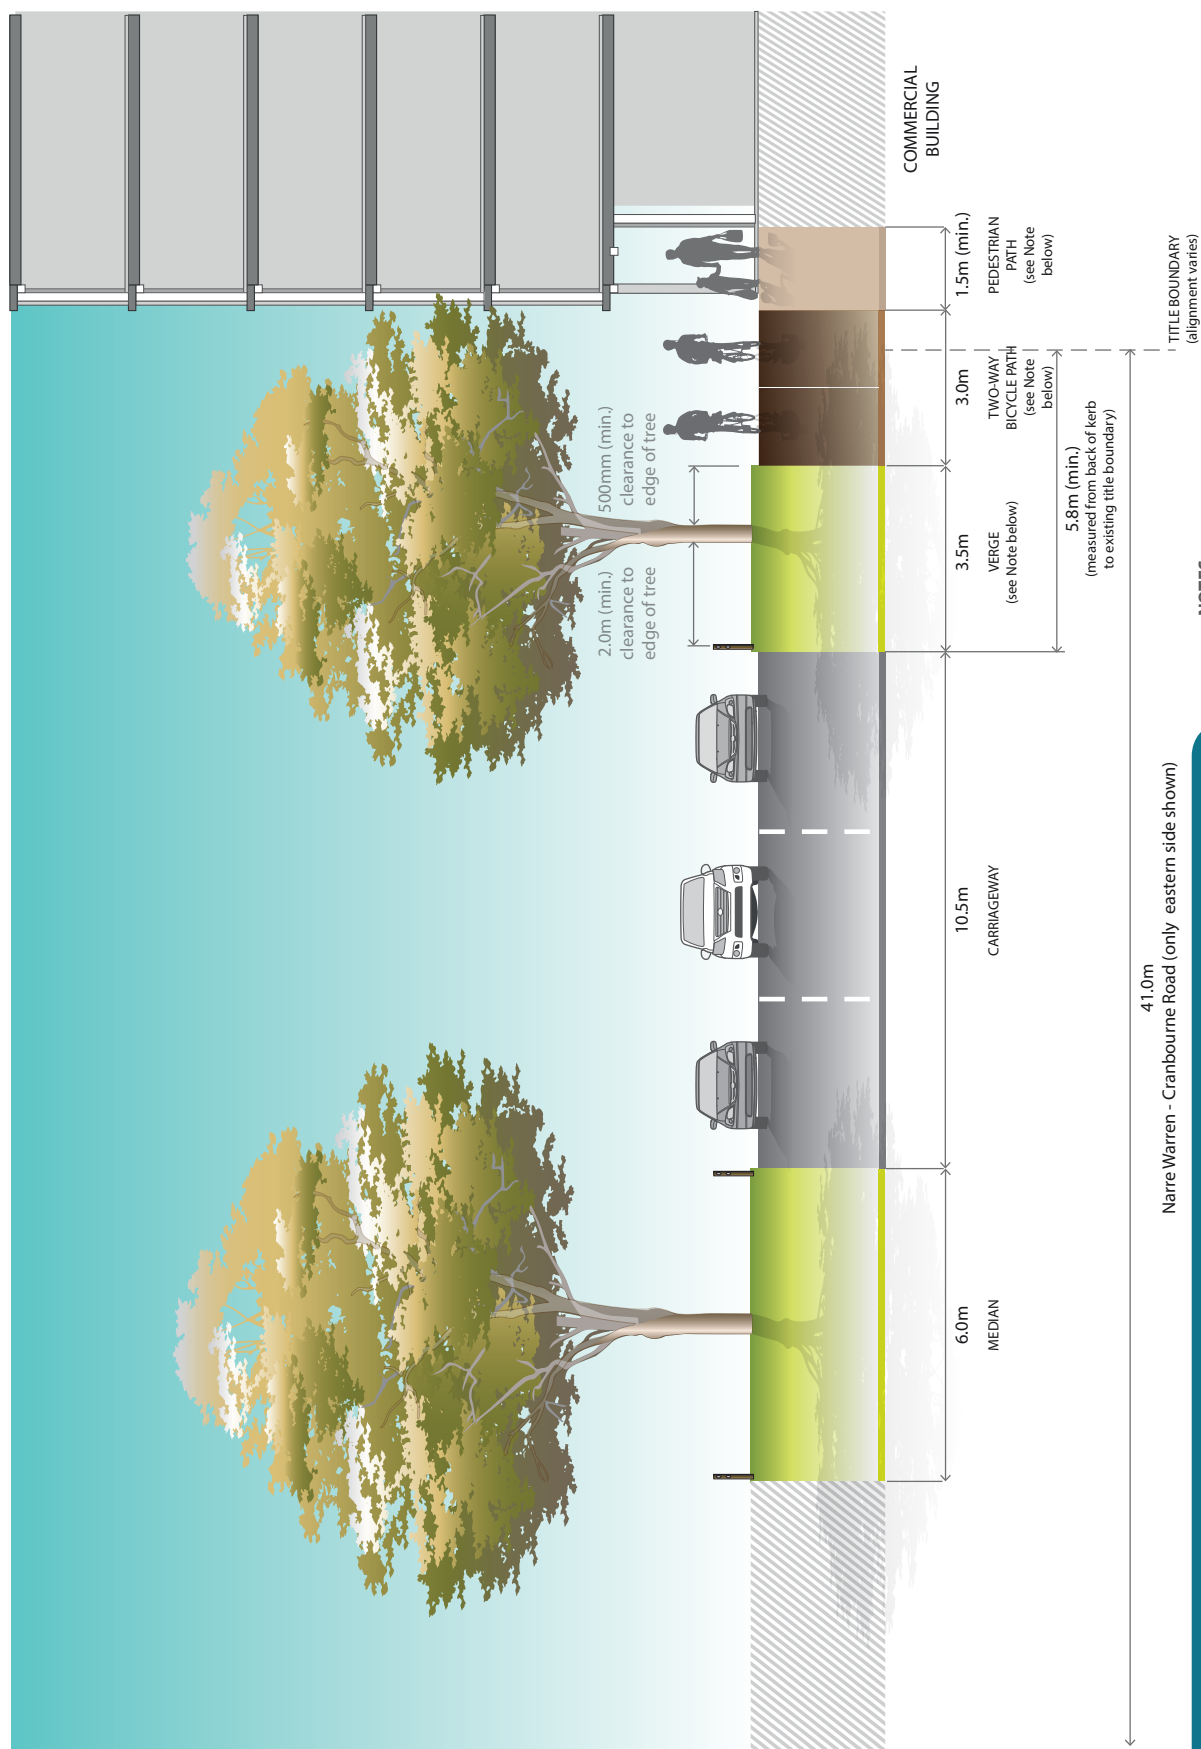 500mm (min.)
clearance to
edge of tree
2.0m (min.)
clearance to
edge of tree
COMMERCIAL
BUILDING
1.5m (min.)
PEDESTRIAN
PATH
(see Note
below)
3.0m
TWO-WAY
BICYCLE PATH
(see Note
below)
3.5m
VERGE
(see Note below)
10.5m
CARRIAGEWAY
6.0m
MEDIAN
5.8m (min.)
(measured from back of kerb
to existing title boundary)
TITLE BOUNDARY
(alignment varies)
41.0m
Narre Warren - Cranbourne Road (only eastern side shown)